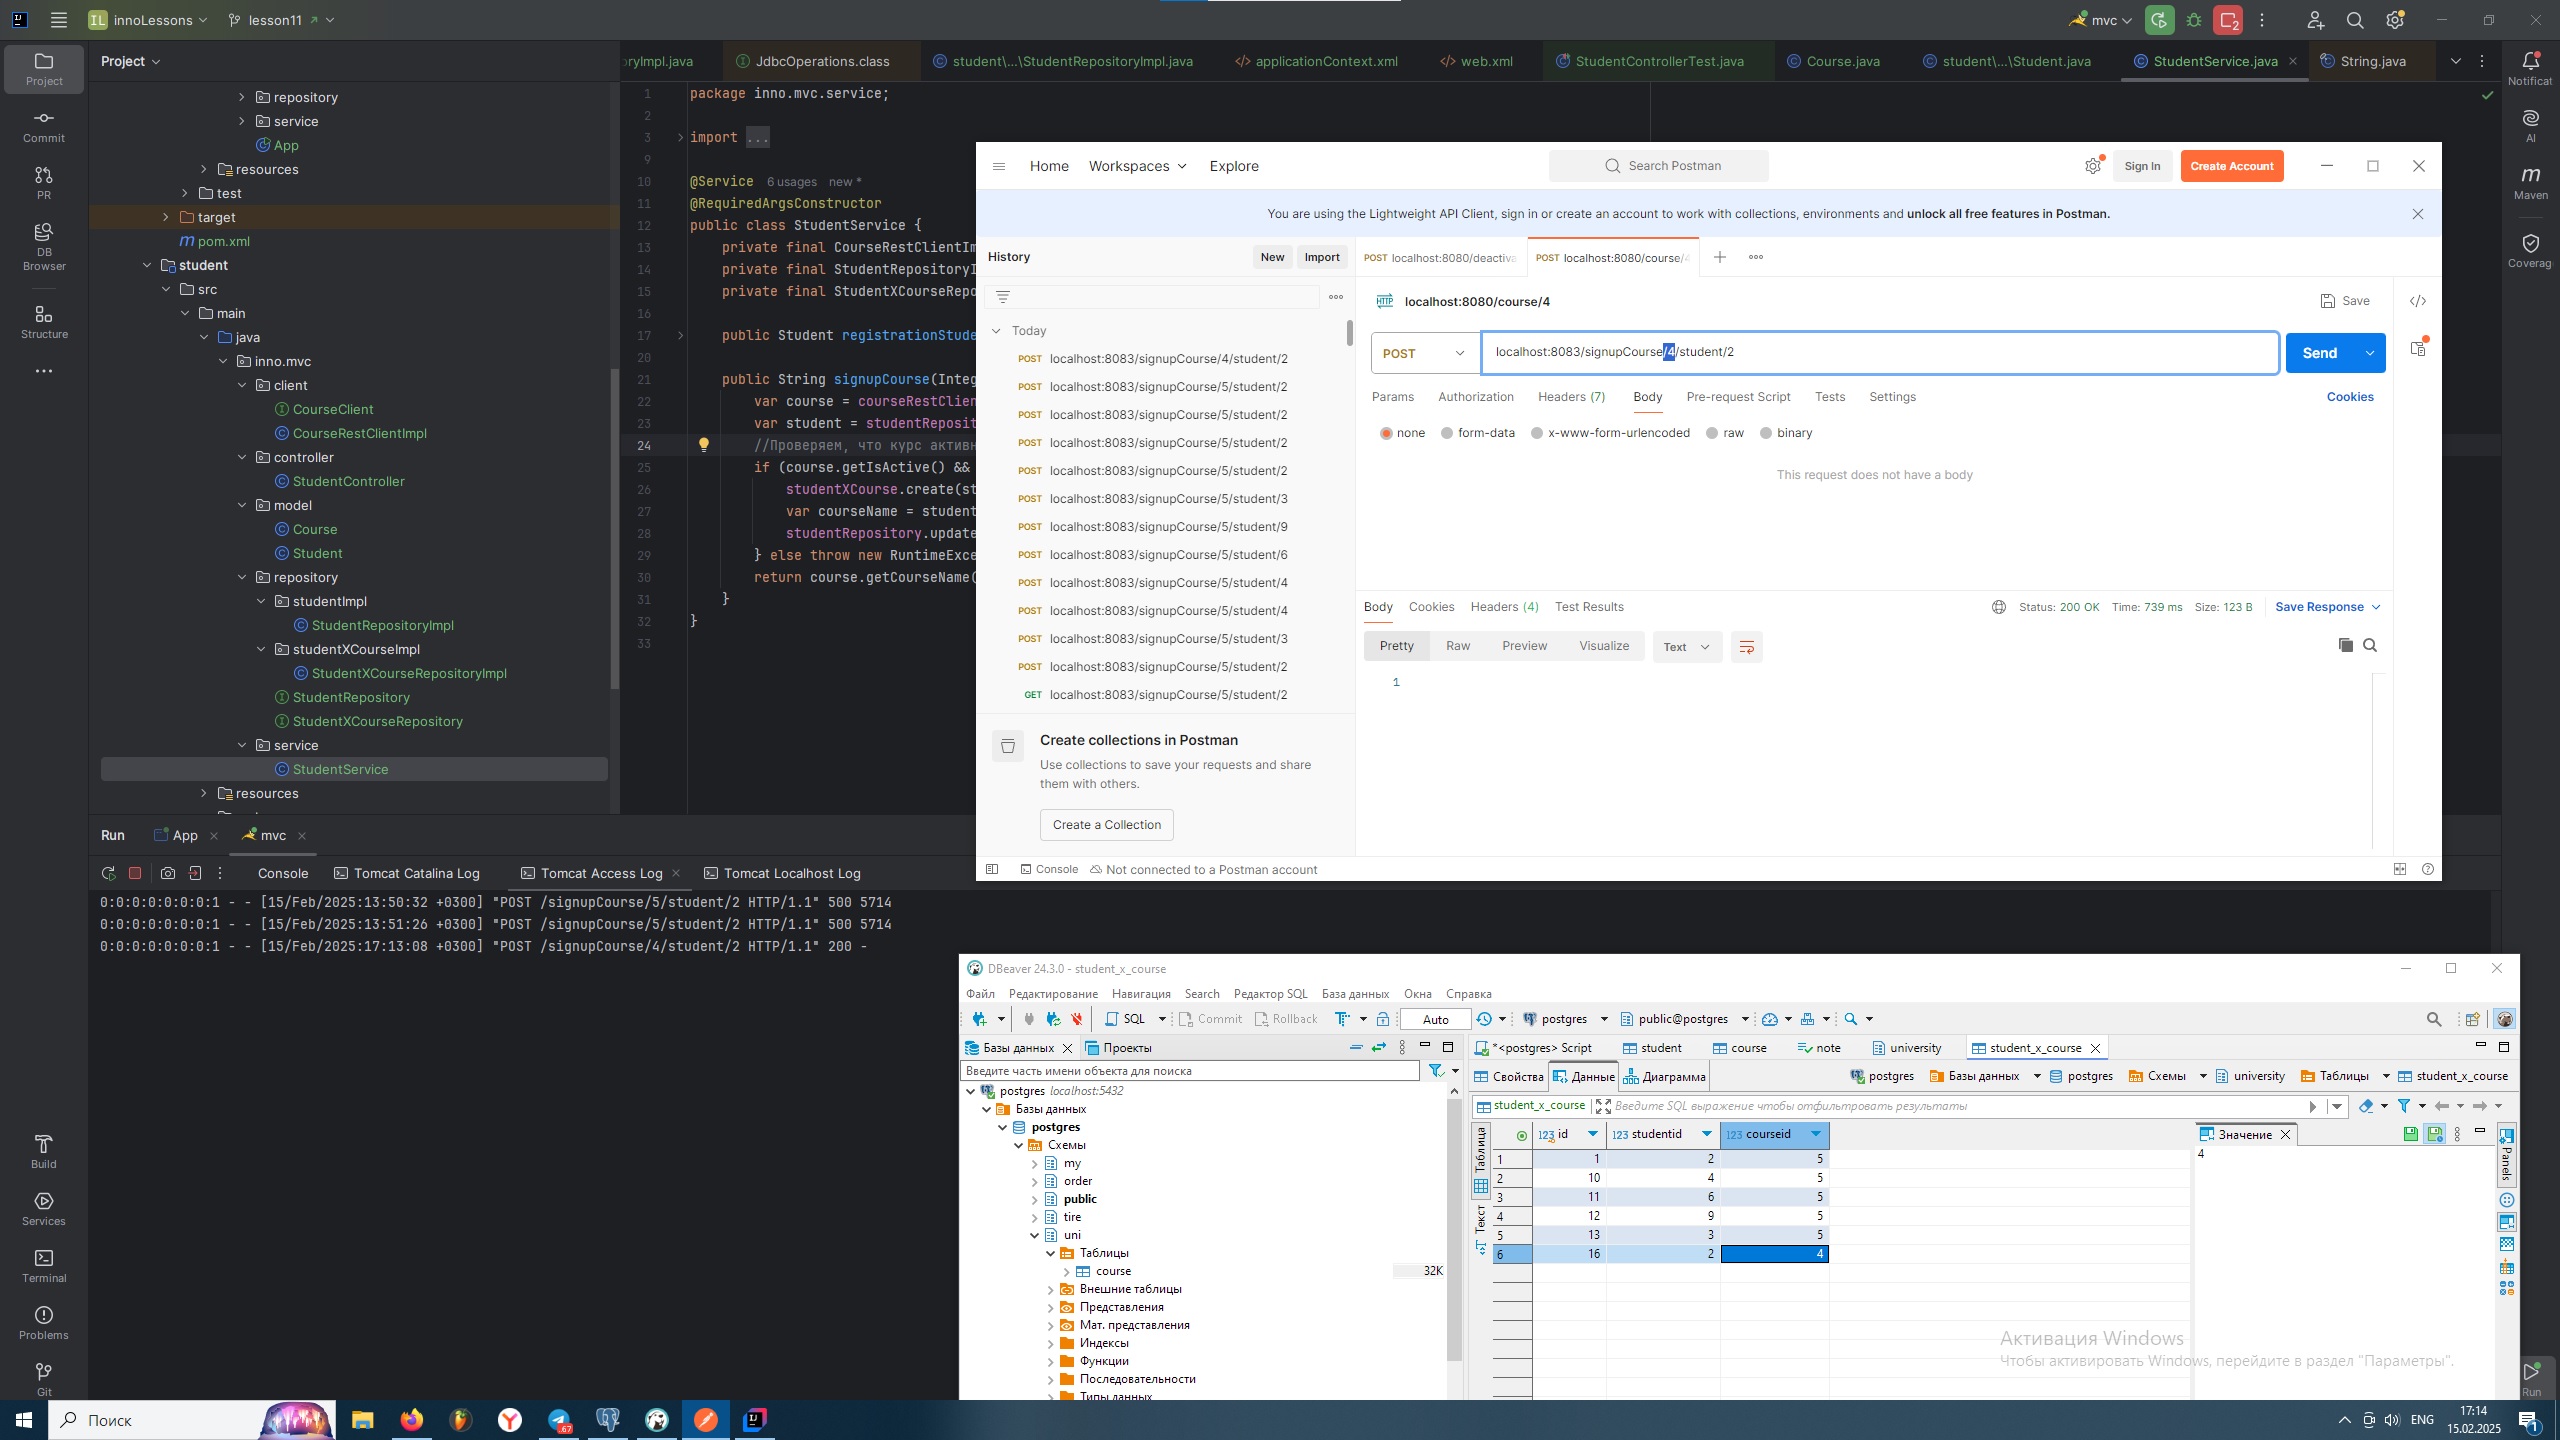 IL innoLessons
lesson11
mvc
2
Project
Commit
PR
DB
Browser
Structure
Build
Services
Terminal
Problems
Git
Project
repository
service
App
resources
test
target
pom.xml
student
src
main
java
inno.mvc
client
CourseClient
CourseRestClientImpl
controller
StudentController
model
Course
Student
repository
studentImpl
StudentRepositoryImpl
studentXCourseImpl
StudentXCourseRepositoryImpl
StudentRepository
StudentXCourseRepository
service
StudentService
resources
oryImpl.java
JdbcOperations.class
student\...\StudentRepositoryImpl.java
applicationContext.xml
web.xml
StudentControllerTest.java
Course.java
student\...\Student.java
StudentService.java
String.java
1 package inno.mvc.service;
2
3 import ...
9
10 @Service 6 usages new *
11 @RequiredArgsConstructor
12 public class StudentService {
13 private final CourseRestClientIm
14 private final StudentRepositoryI
15 private final StudentXCourseRepo
16
17 public Student registrationStude
20
21 public String signupCourse(Integ
22 var course = courseRestClien
23 var student = studentReposit
24 //Проверяем, что курс активн
25 if (course.getIsActive() &&
26 studentXCourse.create(st
27 var courseName = student
28 studentRepository.update
29 } else throw new RuntimeExce
30 return course.getCourseName(
31 }
32 }
33
Notificat
AI
Maven
Coverag
Run
Home Workspaces Explore
Search Postman
Sign In
Create Account
You are using the Lightweight API Client, sign in or create an account to work with collections, environments and unlock all free features in Postman.
History
New
Import
POST localhost:8080/deactiva
POST localhost:8080/course/4
Today
POST localhost:8083/signupCourse/4/student/2
POST localhost:8083/signupCourse/5/student/2
POST localhost:8083/signupCourse/5/student/2
POST localhost:8083/signupCourse/5/student/2
POST localhost:8083/signupCourse/5/student/2
POST localhost:8083/signupCourse/5/student/3
POST localhost:8083/signupCourse/5/student/9
POST localhost:8083/signupCourse/5/student/6
POST localhost:8083/signupCourse/5/student/4
POST localhost:8083/signupCourse/5/student/4
POST localhost:8083/signupCourse/5/student/3
POST localhost:8083/signupCourse/5/student/2
GET localhost:8083/signupCourse/5/student/2
Create collections in Postman
Use collections to save your requests and share
them with others.
Create a Collection
HTTP localhost:8080/course/4
Save
POST
localhost:8083/signupCourse/4/student/2
Send
Params Authorization Headers (7) Body Pre-request Script Tests Settings
Cookies
none form-data x-www-form-urlencoded raw binary
This request does not have a body
Body Cookies Headers (4) Test Results
Status: 200 OK Time: 739 ms Size: 123 B Save Response
Pretty Raw Preview Visualize Text
1
Console Not connected to a Postman account
Run App mvc
Console Tomcat Catalina Log Tomcat Access Log Tomcat Localhost Log
0:0:0:0:0:0:0:1 - - [15/Feb/2025:13:50:32 +0300] "POST /signupCourse/5/student/2 HTTP/1.1" 500 5714
0:0:0:0:0:0:0:1 - - [15/Feb/2025:13:51:26 +0300] "POST /signupCourse/5/student/2 HTTP/1.1" 500 5714
0:0:0:0:0:0:0:1 - - [15/Feb/2025:17:13:08 +0300] "POST /signupCourse/4/student/2 HTTP/1.1" 200 -
DBeaver 24.3.0 - student_x_course
Файл Редактирование Навигация Search Редактор SQL База данных Окна Справка
SQL Commit Rollback Auto postgres public@postgres
Базы данных Проекты
Введите часть имени объекта для поиска
postgres localhost:5432
Базы данных
postgres
Схемы
my
order
public
tire
uni
Таблицы
course 32K
Внешние таблицы
Представления
Мат. представления
Индексы
Функции
Последовательности
Типы данных
*<postgres> Script student course note university student_x_course
Свойства Данные Диаграмма
postgres Базы данных postgres Схемы university Таблицы student_x_course
student_x_course Введите SQL выражение чтобы отфильтровать результаты
Таблица
Текст
123 id 123 studentid 123 courseid
1 1 2 5
2 10 4 5
3 11 6 5
4 12 9 5
5 13 3 5
6 16 2 4
Значение
4
Panels
Активация Windows
Чтобы активировать Windows, перейдите в раздел "Параметры".
Поиск
67
ENG
17:14
15.02.2025
1